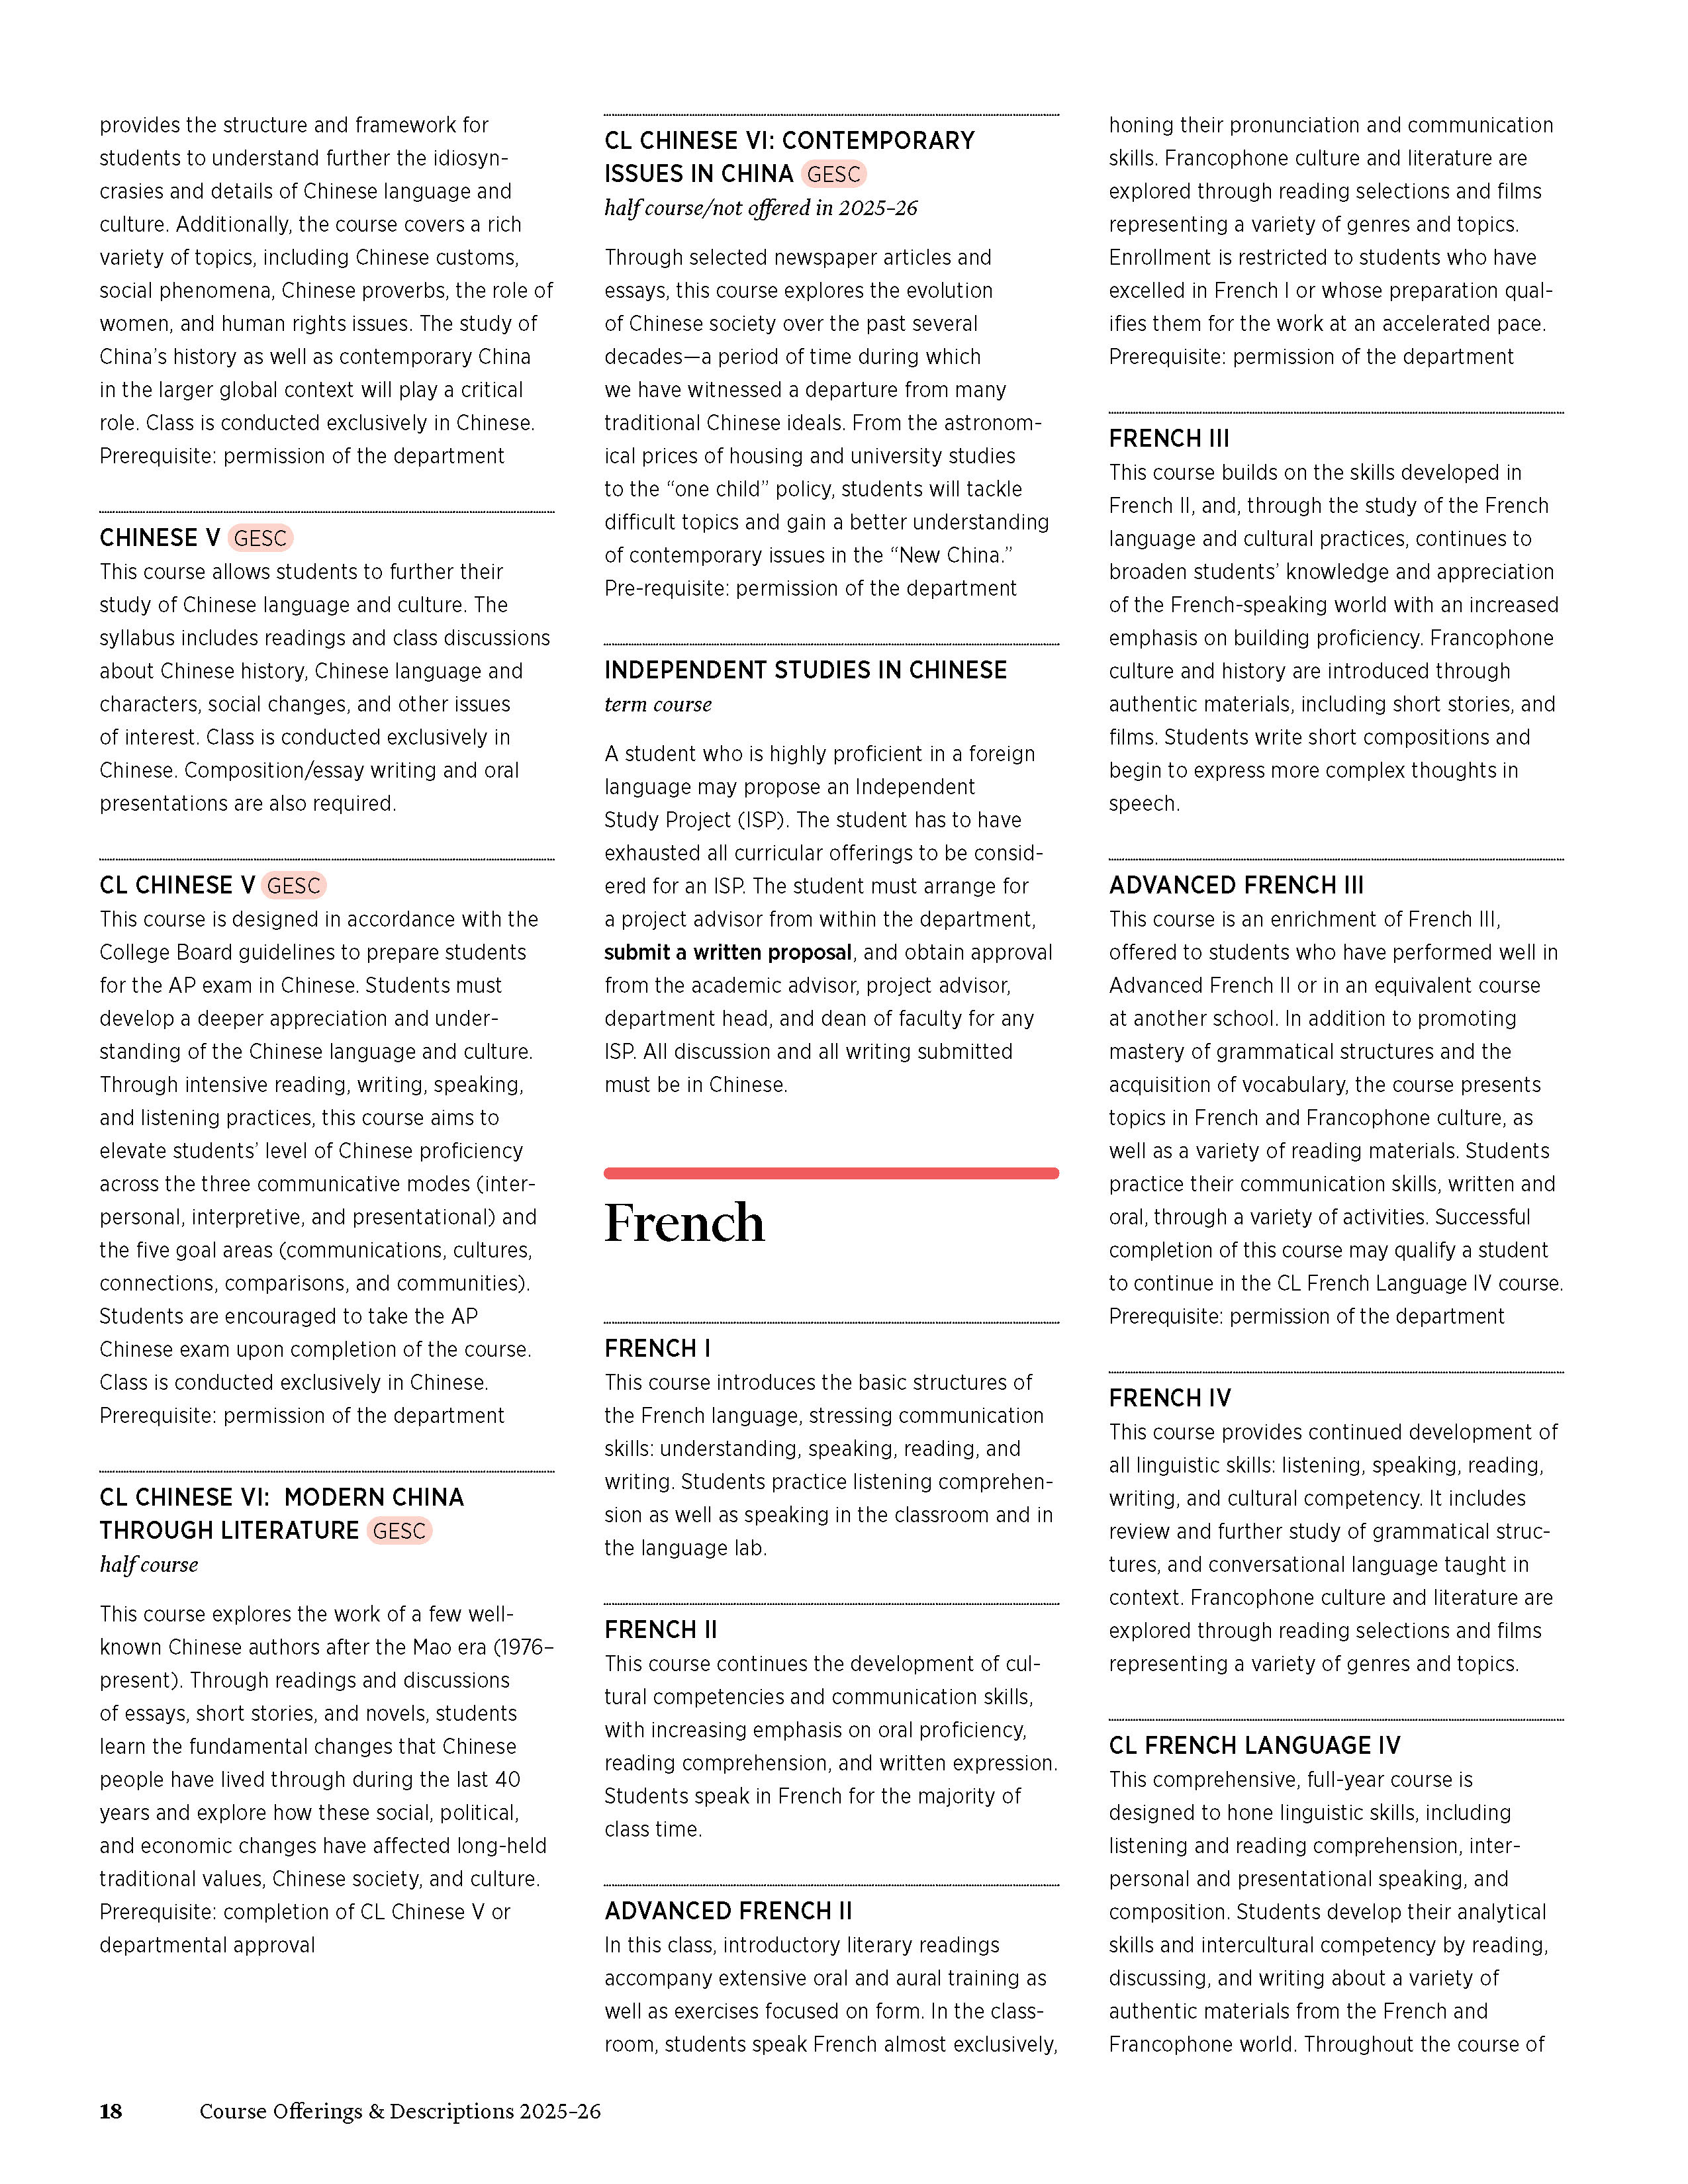 provides the structure and framework for
students to understand further the idiosyn-
crasies and details of Chinese language and
culture. Additionally, the course covers a rich
variety of topics, including Chinese customs,
social phenomena, Chinese proverbs, the role of
women, and human rights issues. The study of
China’s history as well as contemporary China
in the larger global context will play a critical
role. Class is conducted exclusively in Chinese.
Prerequisite: permission of the department
CHINESE V GESC
This course allows students to further their
study of Chinese language and culture. The
syllabus includes readings and class discussions
about Chinese history, Chinese language and
characters, social changes, and other issues
of interest. Class is conducted exclusively in
Chinese. Composition/essay writing and oral
presentations are also required.
CL CHINESE V GESC
This course is designed in accordance with the
College Board guidelines to prepare students
for the AP exam in Chinese. Students must
develop a deeper appreciation and under-
standing of the Chinese language and culture.
Through intensive reading, writing, speaking,
and listening practices, this course aims to
elevate students’ level of Chinese proficiency
across the three communicative modes (inter-
personal, interpretive, and presentational) and
the five goal areas (communications, cultures,
connections, comparisons, and communities).
Students are encouraged to take the AP
Chinese exam upon completion of the course.
Class is conducted exclusively in Chinese.
Prerequisite: permission of the department
CL CHINESE VI:  MODERN CHINA
THROUGH LITERATURE GESC
half course
This course explores the work of a few well-
known Chinese authors after the Mao era (1976–
present). Through readings and discussions
of essays, short stories, and novels, students
learn the fundamental changes that Chinese
people have lived through during the last 40
years and explore how these social, political,
and economic changes have affected long-held
traditional values, Chinese society, and culture.
Prerequisite: completion of CL Chinese V or
departmental approval
CL CHINESE VI: CONTEMPORARY
ISSUES IN CHINA GESC
half course/not offered in 2025–26
Through selected newspaper articles and
essays, this course explores the evolution
of Chinese society over the past several
decades—a period of time during which
we have witnessed a departure from many
traditional Chinese ideals. From the astronom-
ical prices of housing and university studies
to the “one child” policy, students will tackle
difficult topics and gain a better understanding
of contemporary issues in the “New China.”
Pre-requisite: permission of the department
INDEPENDENT STUDIES IN CHINESE
term course
A student who is highly proficient in a foreign
language may propose an Independent
Study Project (ISP). The student has to have
exhausted all curricular offerings to be consid-
ered for an ISP. The student must arrange for
a project advisor from within the department,
submit a written proposal, and obtain approval
from the academic advisor, project advisor,
department head, and dean of faculty for any
ISP. All discussion and all writing submitted
must be in Chinese.
French
FRENCH I
This course introduces the basic structures of
the French language, stressing communication
skills: understanding, speaking, reading, and
writing. Students practice listening comprehen-
sion as well as speaking in the classroom and in
the language lab.
FRENCH II
This course continues the development of cul-
tural competencies and communication skills,
with increasing emphasis on oral proficiency,
reading comprehension, and written expression.
Students speak in French for the majority of
class time.
ADVANCED FRENCH II
In this class, introductory literary readings
accompany extensive oral and aural training as
well as exercises focused on form. In the class-
room, students speak French almost exclusively,
honing their pronunciation and communication
skills. Francophone culture and literature are
explored through reading selections and films
representing a variety of genres and topics.
Enrollment is restricted to students who have
excelled in French I or whose preparation qual-
ifies them for the work at an accelerated pace.
Prerequisite: permission of the department
FRENCH III
This course builds on the skills developed in
French II, and, through the study of the French
language and cultural practices, continues to
broaden students’ knowledge and appreciation
of the French-speaking world with an increased
emphasis on building proficiency. Francophone
culture and history are introduced through
authentic materials, including short stories, and
films. Students write short compositions and
begin to express more complex thoughts in
speech.
ADVANCED FRENCH III
This course is an enrichment of French III,
offered to students who have performed well in
Advanced French II or in an equivalent course
at another school. In addition to promoting
mastery of grammatical structures and the
acquisition of vocabulary, the course presents
topics in French and Francophone culture, as
well as a variety of reading materials. Students
practice their communication skills, written and
oral, through a variety of activities. Successful
completion of this course may qualify a student
to continue in the CL French Language IV course.
Prerequisite: permission of the department
FRENCH IV
This course provides continued development of
all linguistic skills: listening, speaking, reading,
writing, and cultural competency. It includes
review and further study of grammatical struc-
tures, and conversational language taught in
context. Francophone culture and literature are
explored through reading selections and films
representing a variety of genres and topics.
CL FRENCH LANGUAGE IV
This comprehensive, full-year course is
designed to hone linguistic skills, including
listening and reading comprehension, inter-
personal and presentational speaking, and
composition. Students develop their analytical
skills and intercultural competency by reading,
discussing, and writing about a variety of
authentic materials from the French and
Francophone world. Throughout the course of
18 Course Offerings & Descriptions 2025–26